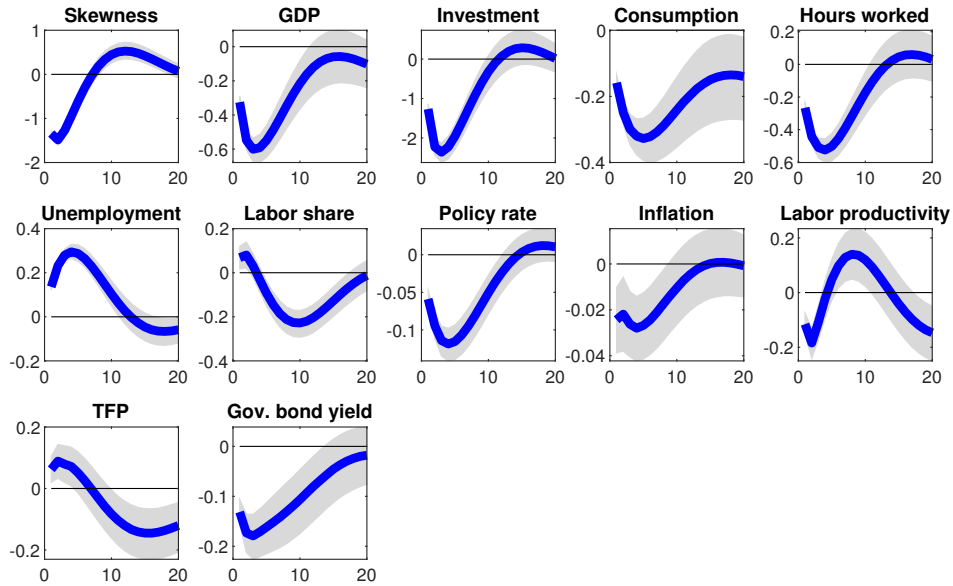 Skewness GDP Investment Consumption Hours worked
1 0 0 0 0.2
0 -0.2 0
-1 -0.4 -2 -0.2 -0.2
-0.6 -0.4
-2 -0.4 -0.6
0 10 20 0 10 20 0 10 20 0 10 20 0 10 20
Unemployment Labor share Policy rate Inflation Labor productivity
0.4 0.2 0.2
0.2 0 0 0 0
-0.05 -0.02
0 -0.2 -0.1
-0.2 -0.4 -0.04 -0.2
0 10 20 0 10 20 0 10 20 0 10 20 0 10 20
TFP Gov. bond yield
0.2 0
0 -0.1
-0.2 -0.2
0 10 20 0 10 20